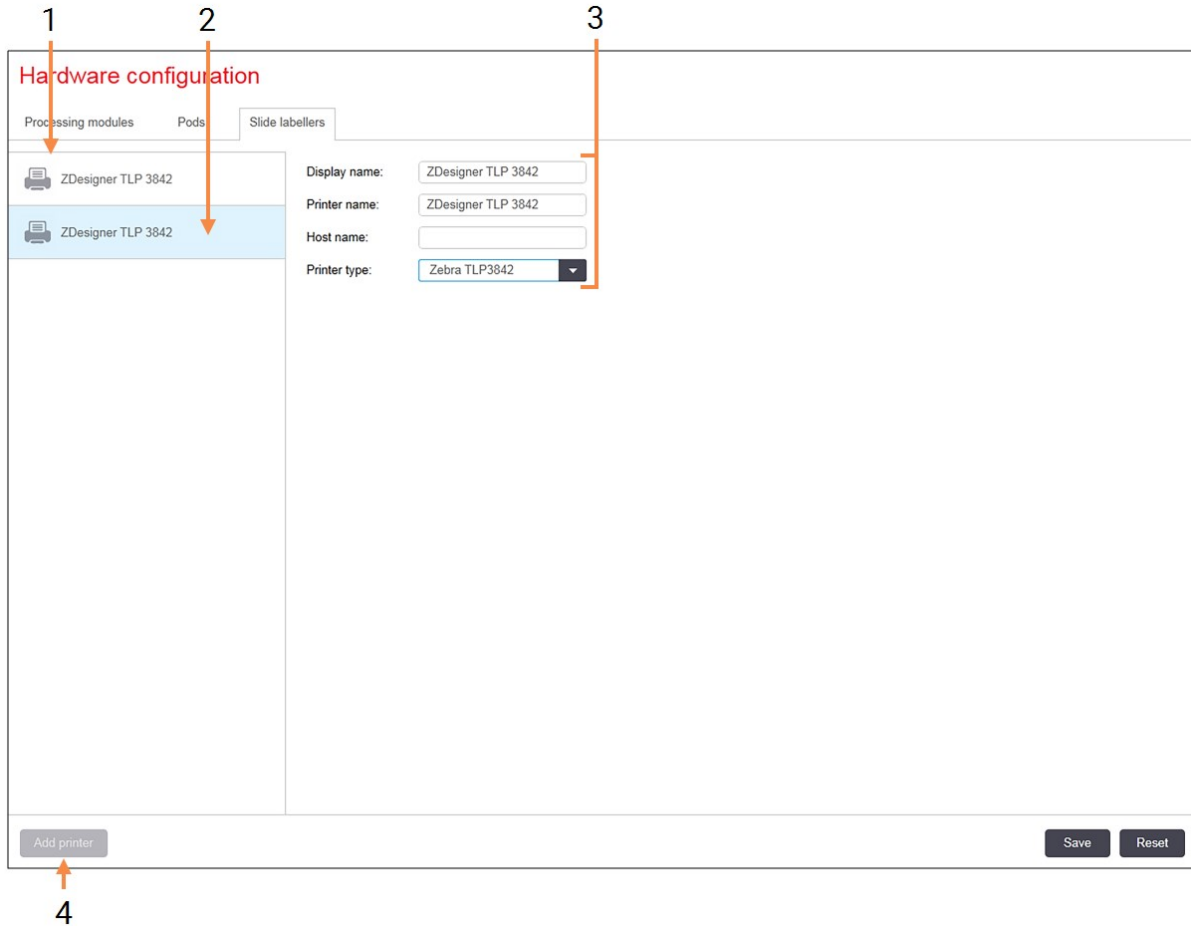 1 2 3
Hardware configuration
Processing modules Pods Slide labellers
ZDesigner TLP 3842
ZDesigner TLP 3842
Display name: ZDesigner TLP 3842
Printer name: ZDesigner TLP 3842
Host name:
Printer type: Zebra TLP3842
Add printer Save Reset
4